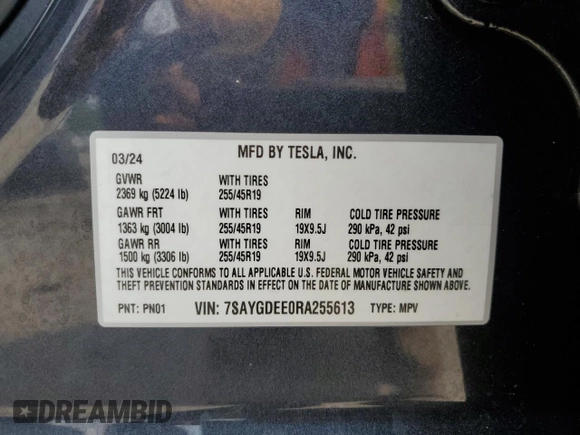 03/24 MFD BY TESLA, INC.
GVWR WITH TIRES
2369 kg (5224 lb) 255/45R19
GAWR FRT WITH TIRES RIM COLD TIRE PRESSURE
1363 kg (3004 lb) 255/45R19 19X9.5J 290 kPa, 42 psi
GAWR RR WITH TIRES RIM COLD TIRE PRESSURE
1500 kg (3306 lb) 255/45R19 19X9.5J 290 kPa, 42 psi
THIS VEHICLE CONFORMS TO ALL APPLICABLE U.S. FEDERAL MOTOR VEHICLE SAFETY AND
THEFT PREVENTION STANDARDS IN EFFECT ON THE DATE OF MANUFACTURE SHOWN ABOVE.
PNT: PN01 VIN: 7SAYGDEE0RA255613 TYPE: MPV
DREAMBID